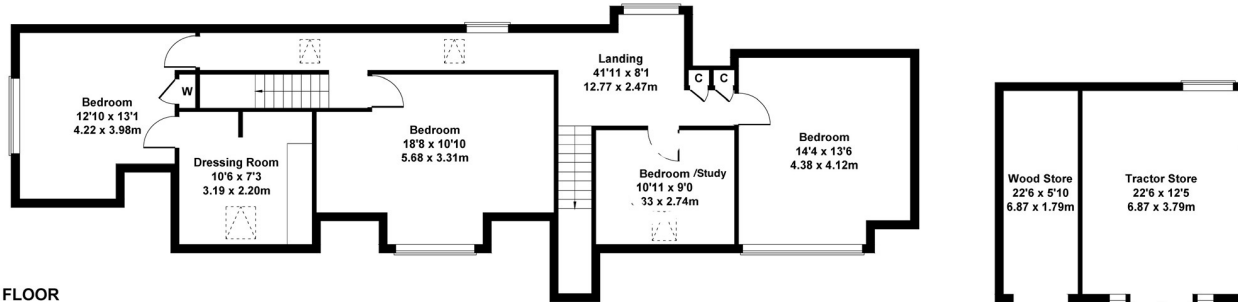 Landing
41'11 x 8'1
12.77 x 2.47m
C
C
W
Bedroom
12'10 x 13'1
4.22 x 3.98m
Bedroom
18'8 x 10'10
5.68 x 3.31m
Bedroom
14'4 x 13'6
4.38 x 4.12m
Dressing Room
10'6 x 7'3
3.19 x 2.20m
Bedroom /Study
10'11 x 9'0
33 x 2.74m
Wood Store
22'6 x 5'10
6.87 x 1.79m
Tractor Store
22'6 x 12'5
6.87 x 3.79m
FLOOR